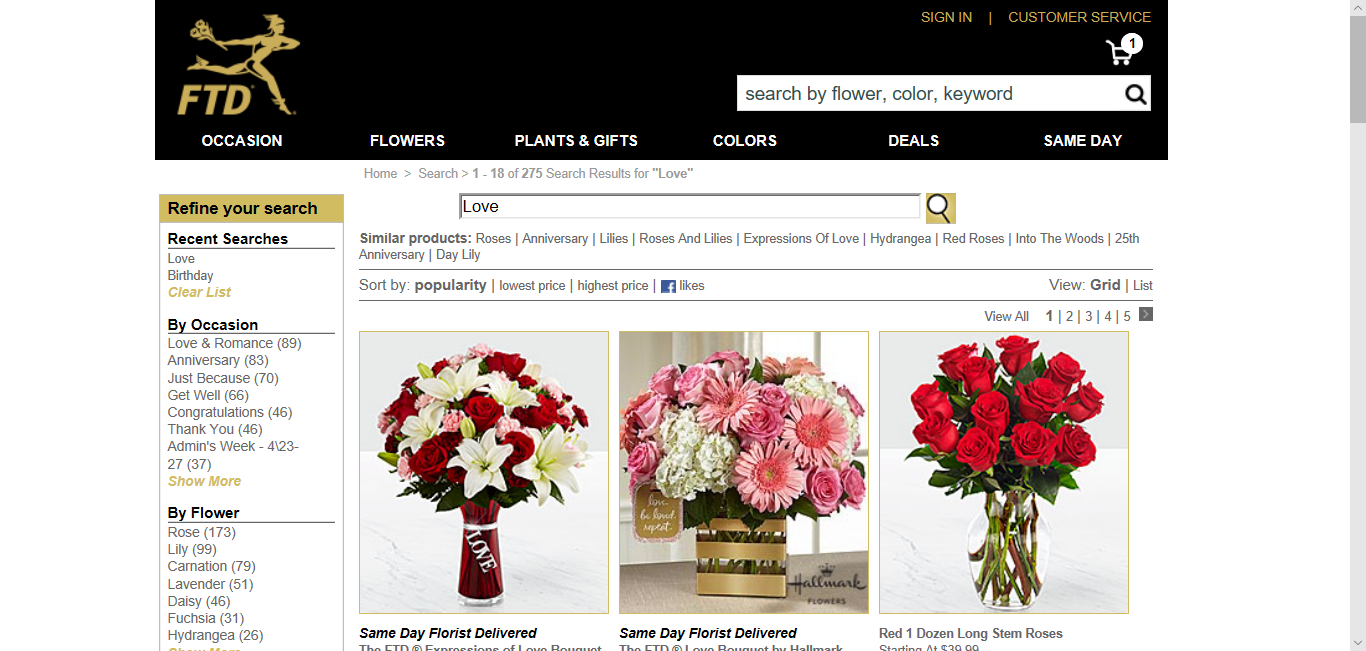 SIGN IN | CUSTOMER SERVICE
1
FTD
search by flower, color, keyword
OCCASION FLOWERS PLANTS & GIFTS COLORS DEALS SAME DAY
Home > Search > 1 - 18 of 275 Search Results for "Love"
Refine your search
Recent Searches
Love
Birthday
Clear List
By Occasion
Love & Romance (89)
Anniversary (83)
Just Because (70)
Get Well (66)
Congratulations (46)
Thank You (46)
Admin's Week - 4\23-
27 (37)
Show More
By Flower
Rose (173)
Lily (99)
Carnation (79)
Lavender (51)
Daisy (46)
Fuchsia (31)
Hydrangea (26)
Show More
Love
Similar products: Roses | Anniversary | Lilies | Roses And Lilies | Expressions Of Love | Hydrangea | Red Roses | Into The Woods | 25th
Anniversary | Day Lily
Sort by: popularity | lowest price | highest price | f likes
View: Grid | List
View All 1 | 2 | 3 | 4 | 5
LOVE
love.
be loved.
repeat.
Hallmark
FLOWERS
Same Day Florist Delivered
The FTD ® Expressions of Love Bouquet
Same Day Florist Delivered
The FTD ® Love Bouquet by Hallmark
Red 1 Dozen Long Stem Roses
Starting At $39.99